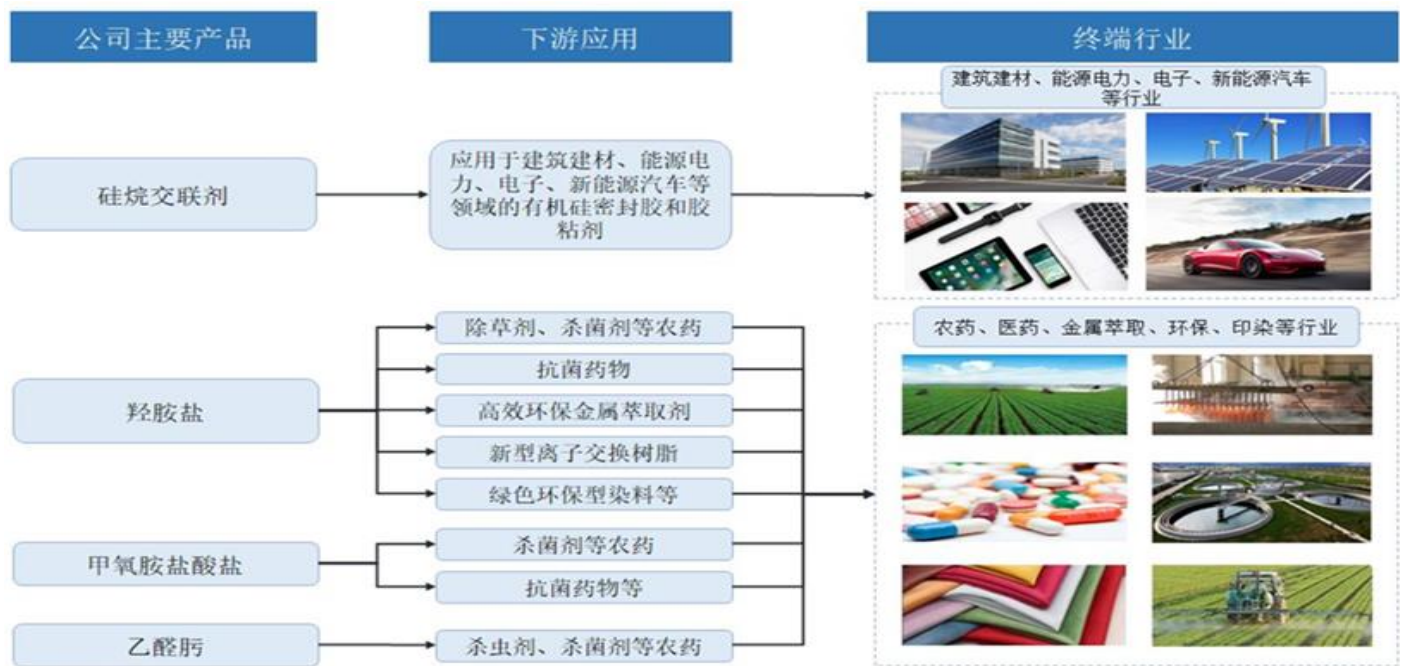 公司主要产品
下游应用
终端行业
硅烷交联剂
应用于建筑建材、能源电
力、电子、新能源汽车等
领域的有机硅密封胶和胶
粘剂
建筑建材、能源电力、电子、新能源汽车
等行业
羟胺盐
除草剂、杀菌剂等农药
抗菌药物
高效环保金属萃取剂
新型离子交换树脂
绿色环保型染料等
甲氧胺盐酸盐
杀菌剂等农药
抗菌药物等
乙醛肟
杀虫剂、杀菌剂等农药
农药、医药、金属萃取、环保、印染等行业